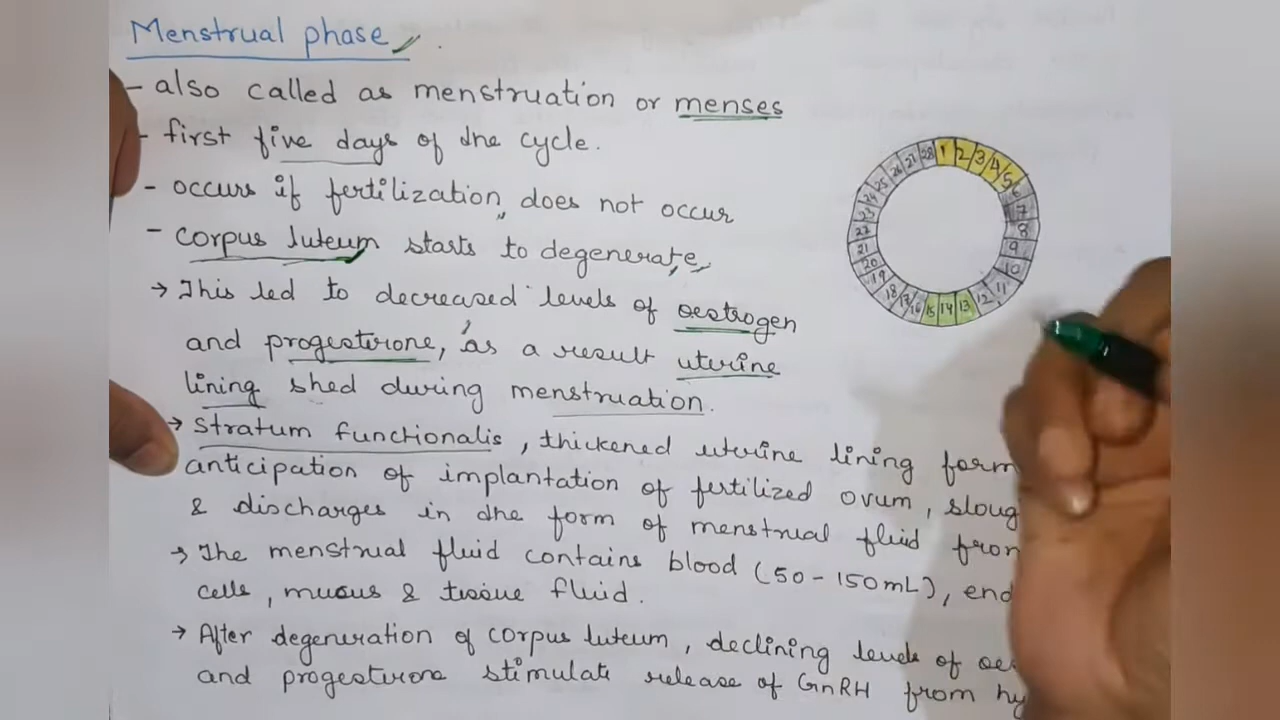 Menstrual phase
- also called as menstruation or menses
- first five days of the cycle.
- occurs if fertilization does not occur
- corpus luteum starts to degenerate,
→ This led to decreased levels of oestrogen
and progesterone, as a result uterine
lining shed during menstruation.
→ Stratum functionalis, thickened uterine lining form
anticipation of implantation of fertilized ovum, sloug
& discharges in the form of menstrual fluid from
→ The menstrual fluid contains blood (50-150mL), end
cells, mucus & tissue fluid.
→ After degeneration of corpus luteum, declining levels of oes
and progesterone stimulate release of GnRH from hy
1 2 3 4 5 6 7 8 9 10 11 12 13 14 15 16 17 18 19 20 21 22 23 24 25 26 27 28